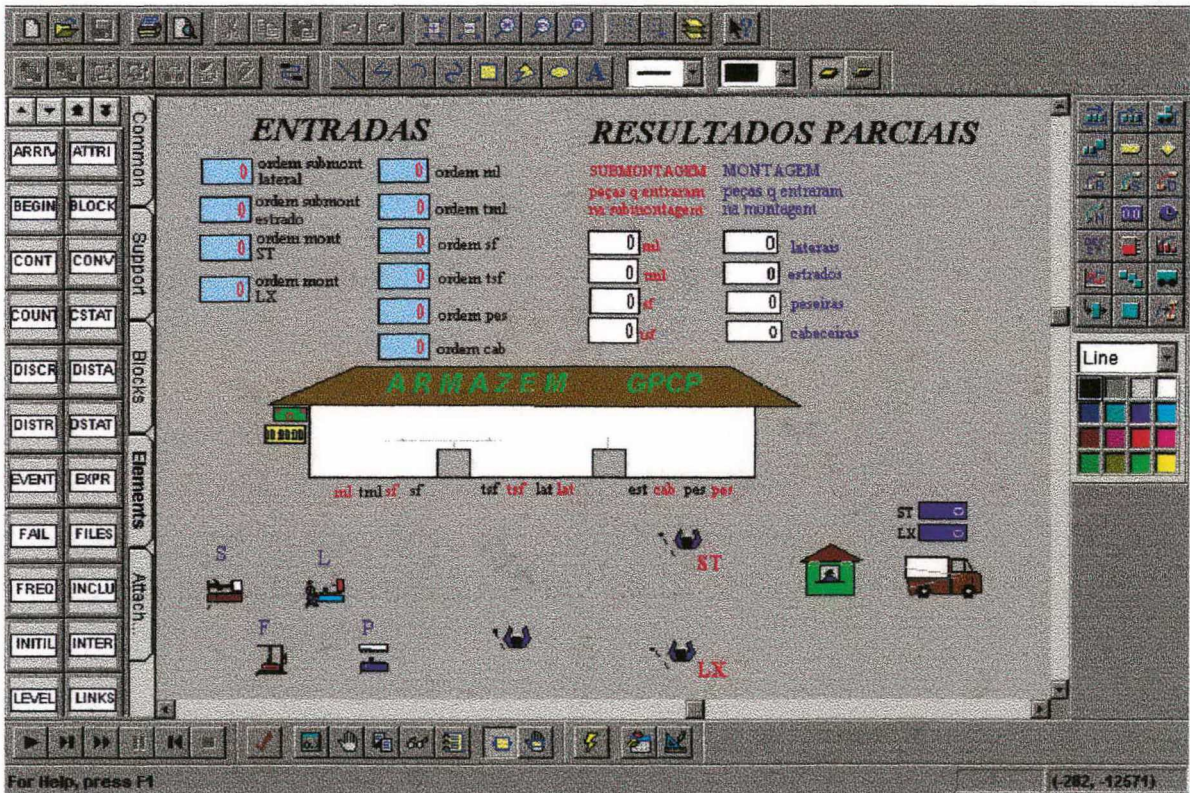 ENTRADAS
0 ordem submont lateral
0 ordem submont estrado
0 ordem mont ST
0 ordem mont LX
0 ordem ml
0 ordem tml
0 ordem sf
0 ordem tsf
0 ordem pes
0 ordem cab
RESULTADOS PARCIAIS
SUBMONTAGEM
peças q entraram
na submontagem
0 ml
0
0 sf
0 tsf
MONTAGEM
peças q entraram
na montagem
0 laterais
0 estrados
0 peseiras
0 cabeceiras
ARMAZEM GPCP
ml tml sf sf tsf tsf lat lat est cab pes pes
S
L
F
P
ST
LX
ST 0
LX 0
ARRIV ATTRI
BEGIN BLOCK
CONT CONV
COUNT CSTAT
DISCR DISTA
DISTR DSTAT
EVENT EXPR
FAIL FILES
FREQ INCLU
INITIL INTER
LEVEL LINKS
Common
Support
Blocks
Elements
Attach..
Line
For Help, press F1
(-282, -12571)